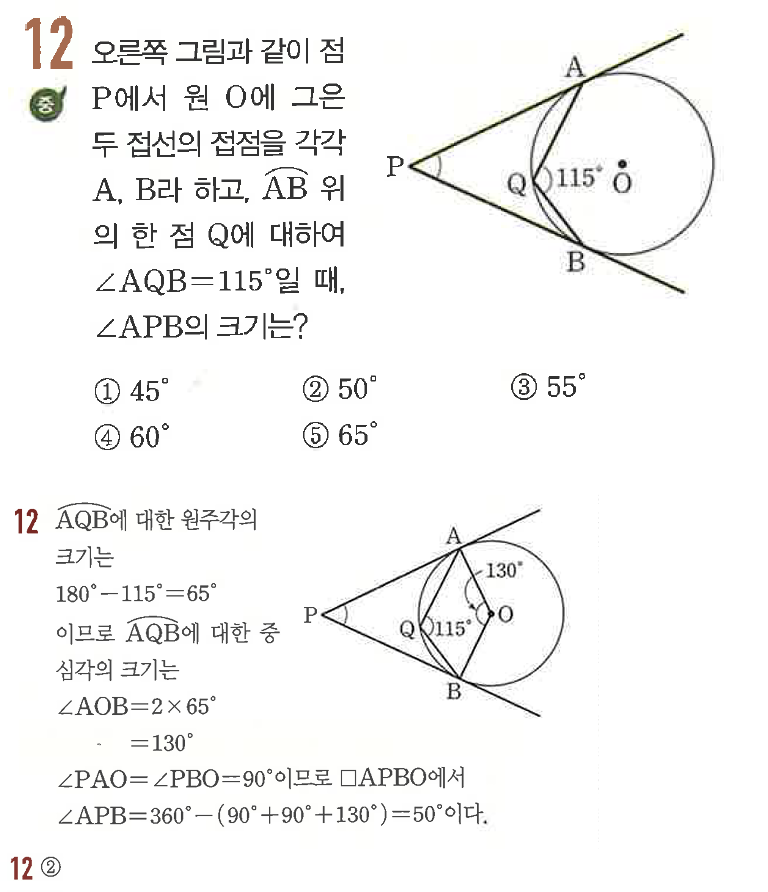 12
중
오른쪽 그림과 같이 점
P에서 원 O에 그은
두 접선의 접점을 각각
A, B라 하고, AB 위
의 한 점 Q에 대하여
∠AQB=115°일 때,
∠APB의 크기는?
A
P
Q
115°
O
B
① 45°
② 50°
③ 55°
④ 60°
⑤ 65°
12
AQB에 대한 원주각의
크기는
180°-115°=65°
이므로 AQB에 대한 중
심각의 크기는
∠AOB=2×65°
=130°
∠PAO=∠PBO=90°이므로 □APBO에서
∠APB=360°-(90°+90°+130°)=50°이다.
A
130°
P
Q
115°
O
B
12 ②